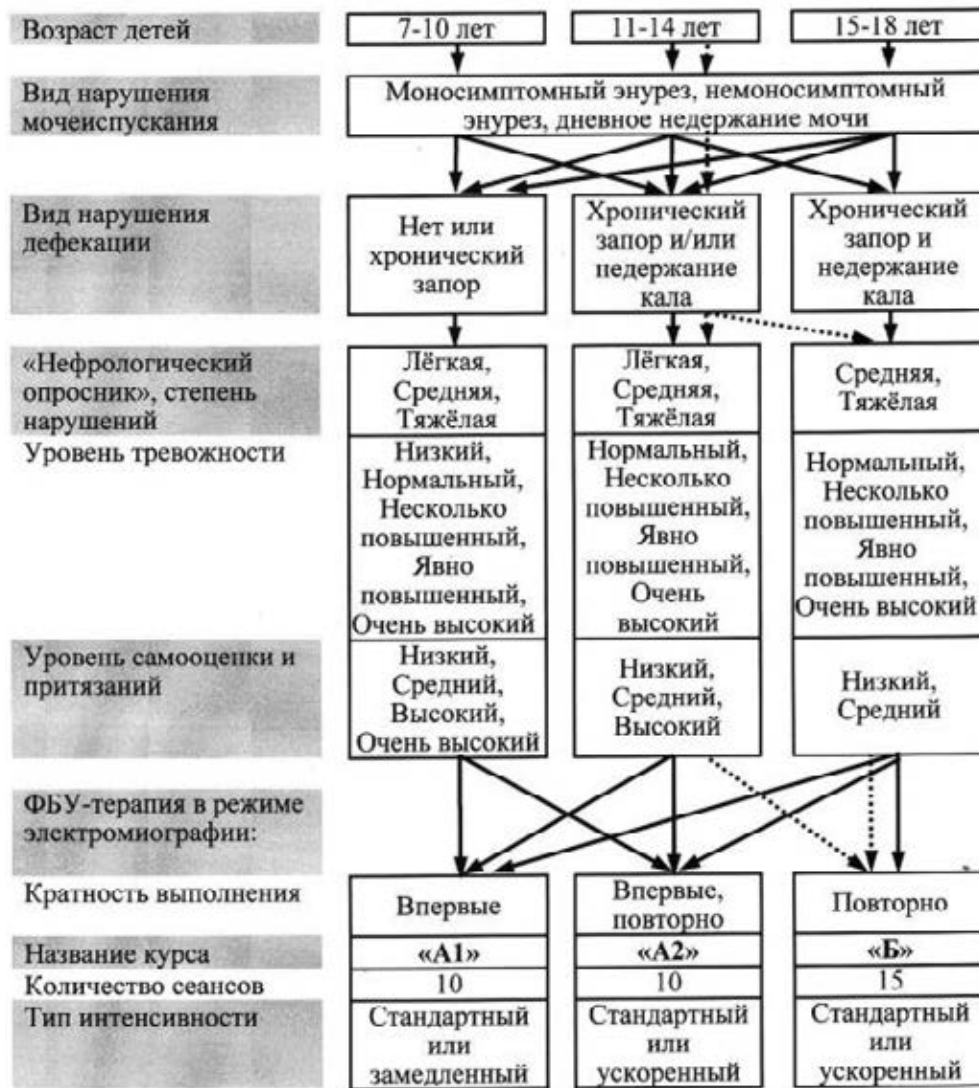 Возраст детей
7-10 лет
11-14 лет
15-18 лет
Вид нарушения
мочеиспускания
Моносимптомный энурез, немоносимптомный
энурез, дневное недержание мочи
Вид нарушения
дефекации
Нет или
хронический
запор
Хронический
запор и/или
недержание
кала
Хронический
запор и
недержание
кала
«Нефрологический
опросник», степень
нарушений
Лёгкая,
Средняя,
Тяжёлая
Лёгкая,
Средняя,
Тяжёлая
Средняя,
Тяжёлая
Уровень тревожности
Низкий,
Нормальный,
Несколько
повышенный,
Явно
повышенный,
Очень высокий
Нормальный,
Несколько
повышенный,
Явно
повышенный,
Очень
высокий
Нормальный,
Несколько
повышенный,
Явно
повышенный,
Очень высокий
Уровень самооценки и
притязаний
Низкий,
Средний,
Высокий,
Очень высокий
Низкий,
Средний,
Высокий
Низкий,
Средний
ФБУ-терапия в режиме
электромиографии:
Кратность выполнения
Впервые
Впервые,
повторно
Повторно
Название курса
«А1»
«А2»
«Б»
Количество сеансов
10
10
15
Тип интенсивности
Стандартный
или
замедленный
Стандартный
или
ускоренный
Стандартный
или
ускоренный